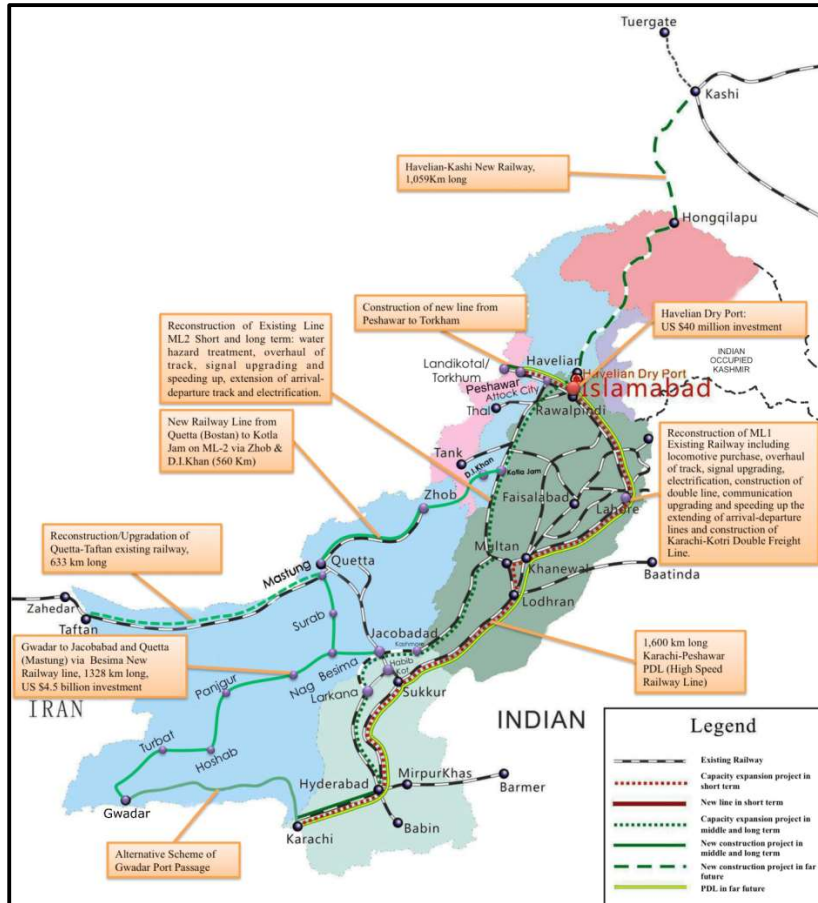 Tuergate
Kashi
Havelian-Kashi New Railway,
1,059Km long
Hongqilapu
Construction of new line from
Peshawar to Torkham
Havelian Dry Port:
US $40 million investment
Reconstruction of Existing Line
ML2 Short and long term: water
hazard treatment, overhaul of
track, signal upgrading and
speeding up, extension of arrival-
departure track and electrification.
INDIAN
OCCUPIED
KASHMIR
Landikotal/
Torkhum
Havelian
Havelian Dry Port
Islamabad
Peshawar
Attock City
Rawalpindi
Thal
New Railway Line from
Quetta (Bostan) to Kotla
Jam on ML-2 via Zhob &
D.I.Khan (560 Km)
Reconstruction of ML1
Existing Railway including
locomotive purchase, overhaul
of track, signal upgrading,
electrification, construction of
double line, communication
upgrading and speeding up the
extending of arrival-departure
lines and construction of
Karachi-Kotri Double Freight
Line.
Tank
D.I.Khan
Kotla Jam
Faisalabad
Lahore
Zhob
Reconstruction/Upgradation of
Quetta-Taftan existing railway,
633 km long
Mastung
Quetta
Multan
Khanewal
Baatinda
Lodhran
Zahedar
Taftan
Surab
Jacobadad
Kashmore
Gwadar to Jacobabad and Quetta
(Mastung) via Besima New
Railway line, 1328 km long,
US $4.5 billion investment
1,600 km long
Karachi-Peshawar
PDL (High Speed
Railway Line)
Nag
Besima
Habib
Kot
Larkana
Sukkur
Panjgur
IRAN
INDIAN
Turbat
Hoshab
Gwadar
Hyderabad
MirpurKhas
Barmer
Babin
Karachi
Alternative Scheme of
Gwadar Port Passage
Legend
Existing Railway
Capacity expansion project in
short term
New line in short term
Capacity expansion project in
middle and long term
New construction project in
middle and long term
New construction project in far
future
PDL in far future